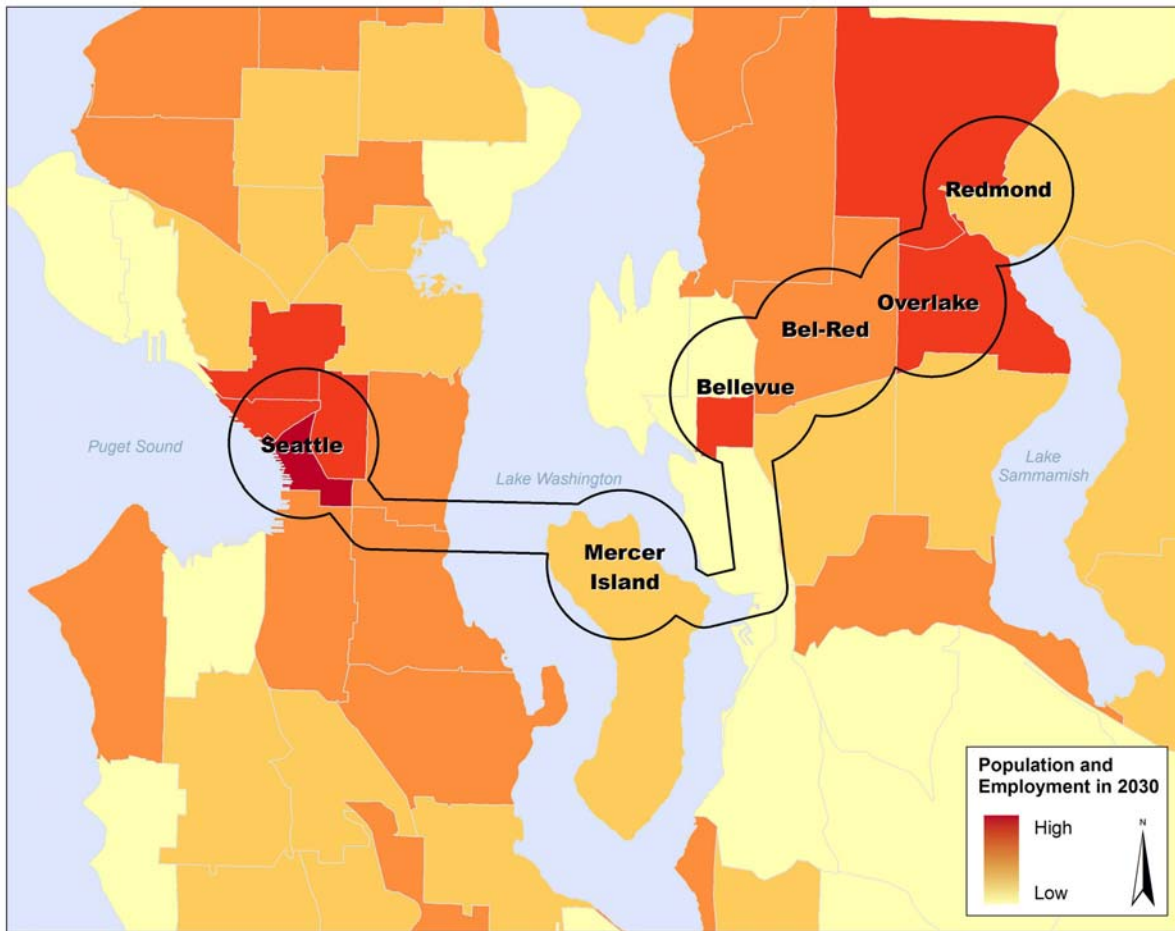 Redmond
Overlake
Bel-Red
Bellevue
Seattle
Puget Sound
Lake Washington
Lake
Sammamish
Mercer
Island
Population and
Employment in 2030
High
Low
N